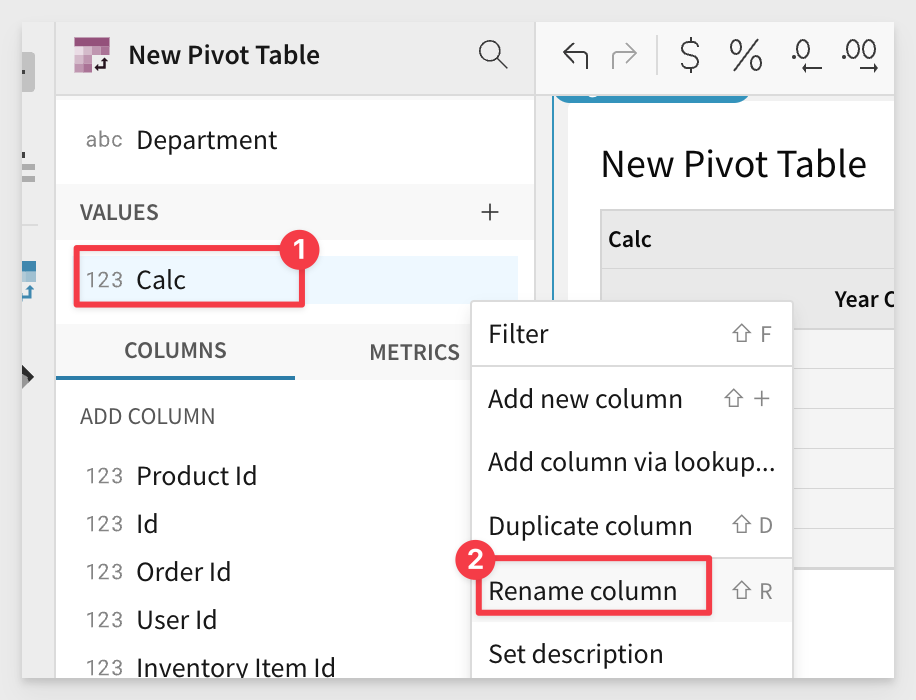 New Pivot Table
$ % .0 .00
abc Department
VALUES +
1
123 Calc
COLUMNS METRICS
ADD COLUMN
123 Product Id
123 Id
123 Order Id
123 User Id
123 Inventory Item Id
New Pivot Table
Calc
Year C
Filter ⇧ F
Add new column ⇧ +
Add column via lookup...
Duplicate column ⇧ D
2
Rename column ⇧ R
Set description